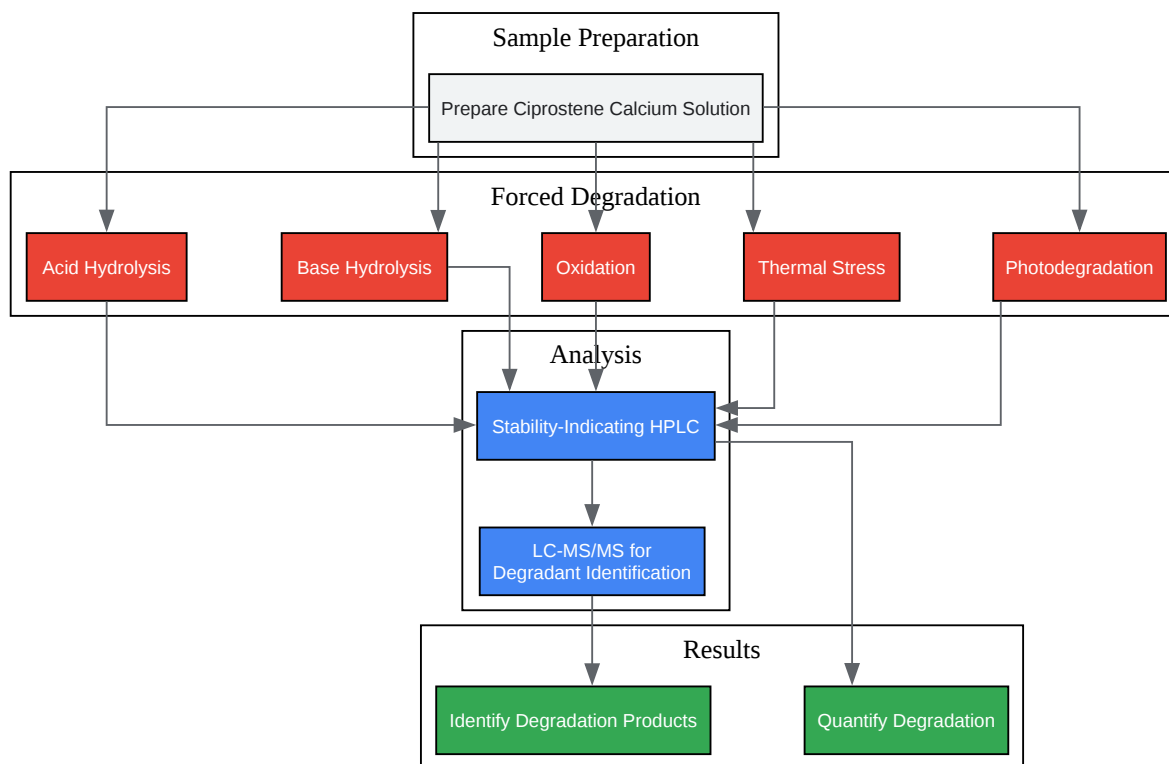 Sample Preparation
Prepare Ciprostene Calcium Solution
Forced Degradation
Acid Hydrolysis
Base Hydrolysis
Oxidation
Thermal Stress
Photodegradation
Analysis
Stability-Indicating HPLC
LC-MS/MS for
Degradant Identification
Results
Identify Degradation Products
Quantify Degradation